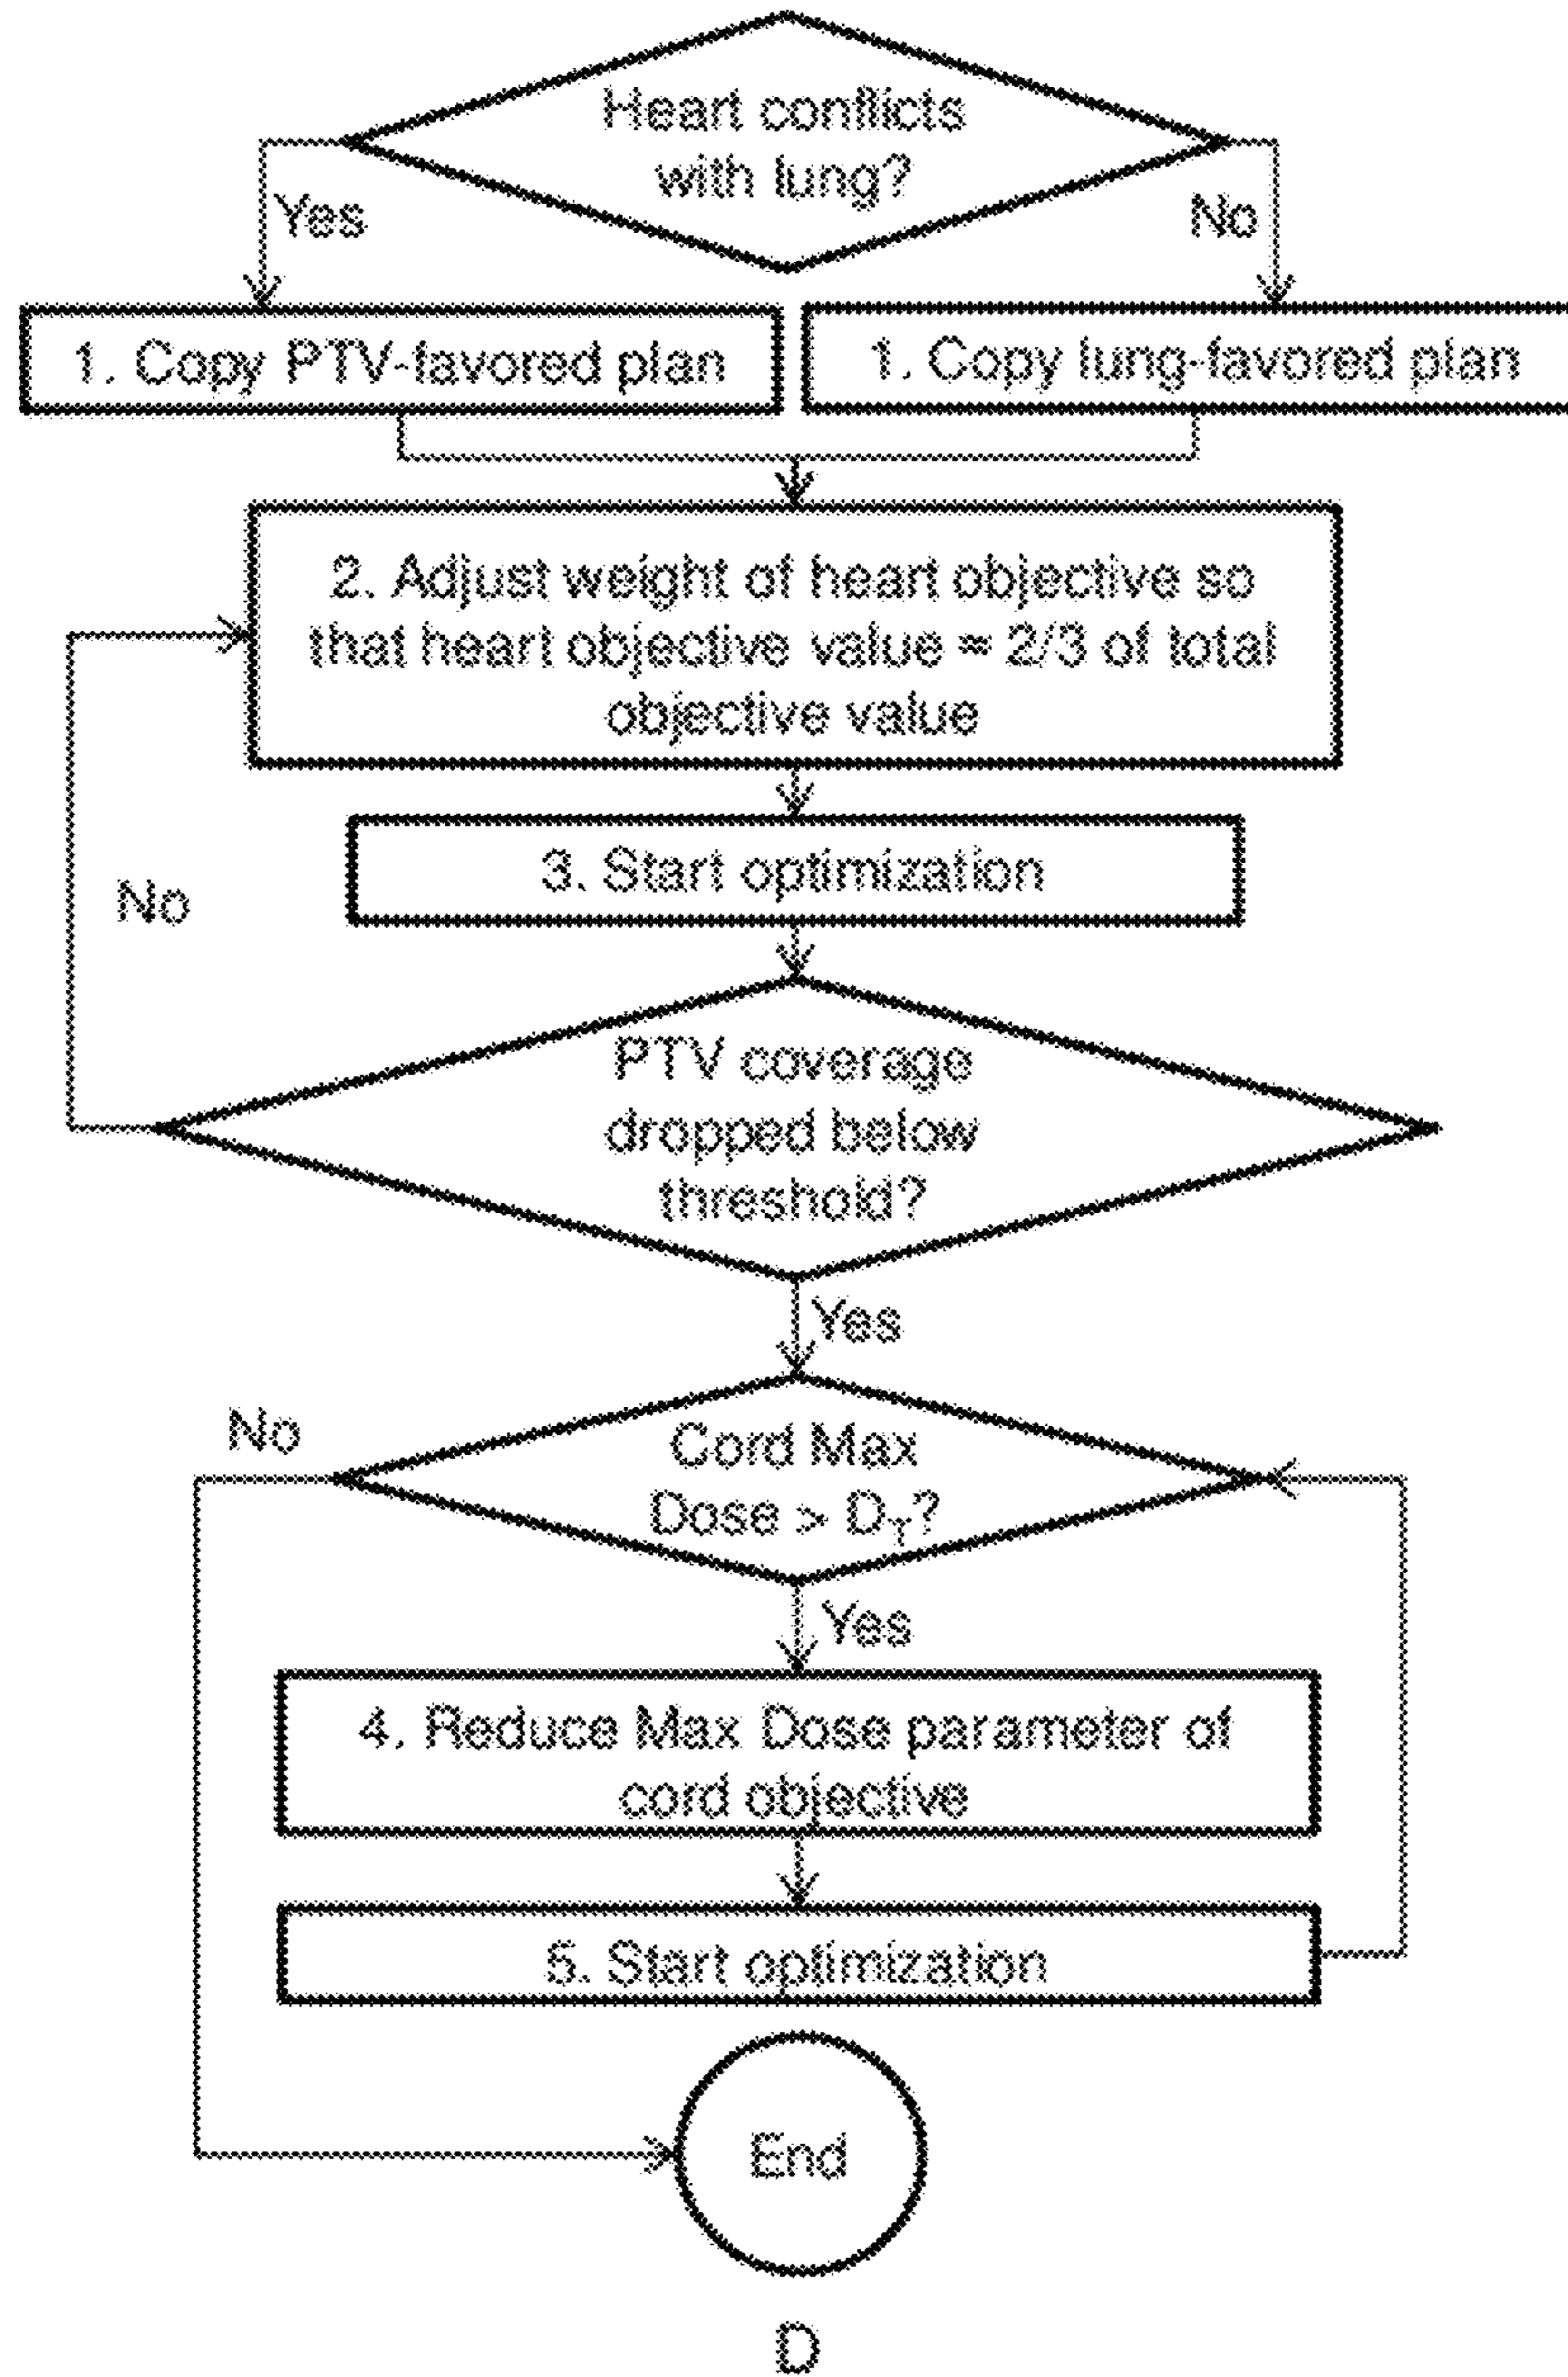 Heart conflicts
with lung?
Yes
No
1. Copy PTV-favored plan
1. Copy lung-favored plan
2. Adjust weight of heart objective so
that heart objective value = 2/3 of total
objective value
3. Start optimization
No
PTV coverage
dropped below
threshold?
Yes
No
Cord Max
Dose > D_T?
Yes
4. Reduce Max Dose parameter of
cord objective
5. Start optimization
End
D